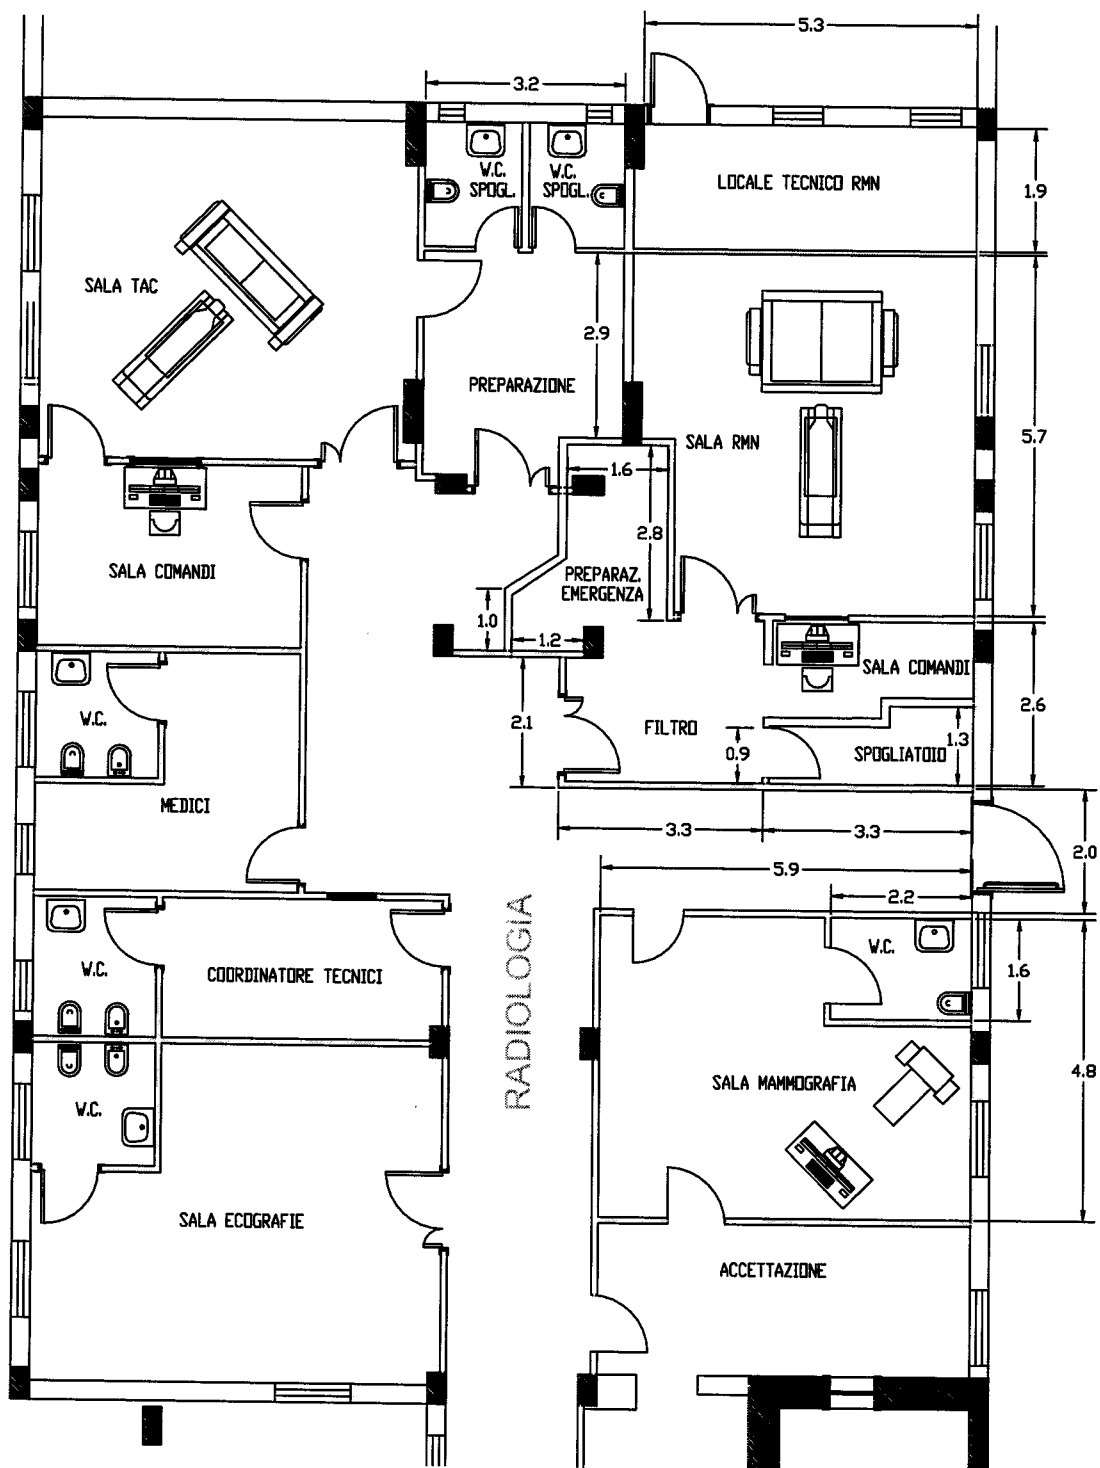 5.3
3.2
W.C.
SPOGL.
W.C.
SPOGL.
LOCALE TECNICO RMN
1.9
SALA TAC
2.9
PREPARAZIONE
SALA RMN
5.7
1.6
2.8
SALA COMANDI
PREPARAZ.
EMERGENZA
1.0
1.2
SALA COMANDI
W.C.
2.1
FILTRO
2.6
0.9
SPOGLIATOIO
1.3
MEDICI
3.3
3.3
2.0
5.9
2.2
W.C.
COORDINATORE TECNICI
RADIOLOGIA
W.C.
1.6
SALA MAMMOGRAFIA
4.8
W.C.
SALA ECOGRAFIE
ACCETTAZIONE